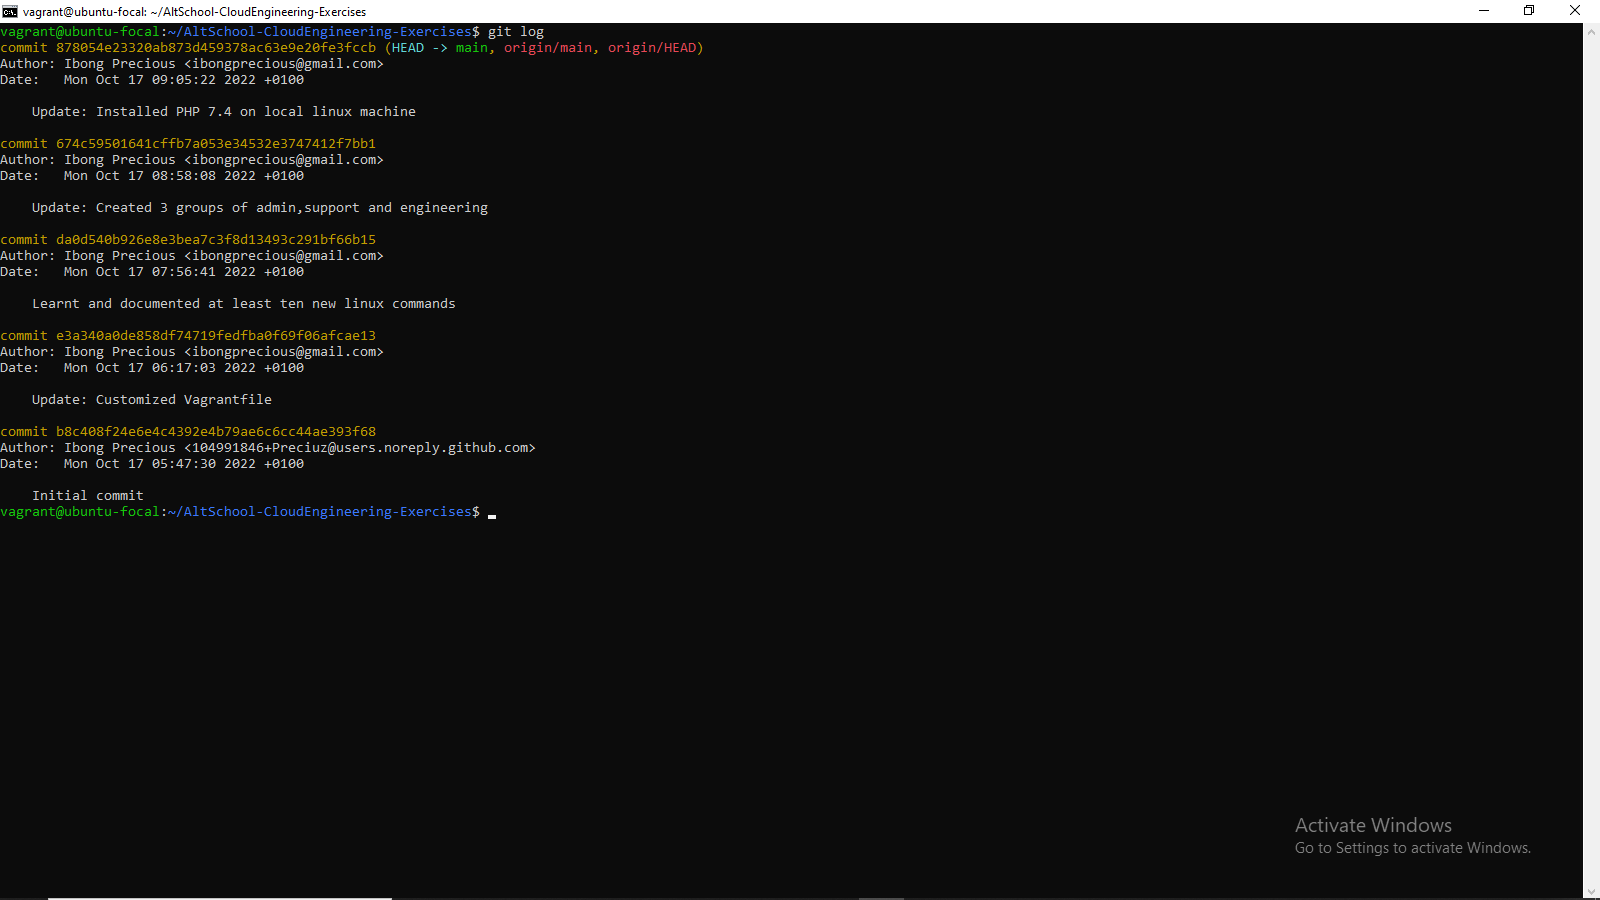 vagrant@ubuntu-focal: ~/AltSchool-CloudEngineering-Exercises
vagrant@ubuntu-focal:~/AltSchool-CloudEngineering-Exercises$ git log
commit 878054e23320ab873d459378ac63e9e20fe3fccb (HEAD -> main, origin/main, origin/HEAD)
Author: Ibong Precious <ibongprecious@gmail.com>
Date:   Mon Oct 17 09:05:22 2022 +0100
    Update: Installed PHP 7.4 on local linux machine
commit 674c59501641cffb7a053e34532e3747412f7bb1
Author: Ibong Precious <ibongprecious@gmail.com>
Date:   Mon Oct 17 08:58:08 2022 +0100
    Update: Created 3 groups of admin,support and engineering
commit da0d540b926e8e3bea7c3f8d13493c291bf66b15
Author: Ibong Precious <ibongprecious@gmail.com>
Date:   Mon Oct 17 07:56:41 2022 +0100
    Learnt and documented at least ten new linux commands
commit e3a340a0de858df74719fedfba0f69f06afcae13
Author: Ibong Precious <ibongprecious@gmail.com>
Date:   Mon Oct 17 06:17:03 2022 +0100
    Update: Customized Vagrantfile
commit b8c408f24e6e4c4392e4b79ae6c6cc44ae393f68
Author: Ibong Precious <104991846+Preciuz@users.noreply.github.com>
Date:   Mon Oct 17 05:47:30 2022 +0100
    Initial commit
vagrant@ubuntu-focal:~/AltSchool-CloudEngineering-Exercises$
Activate Windows
Go to Settings to activate Windows.